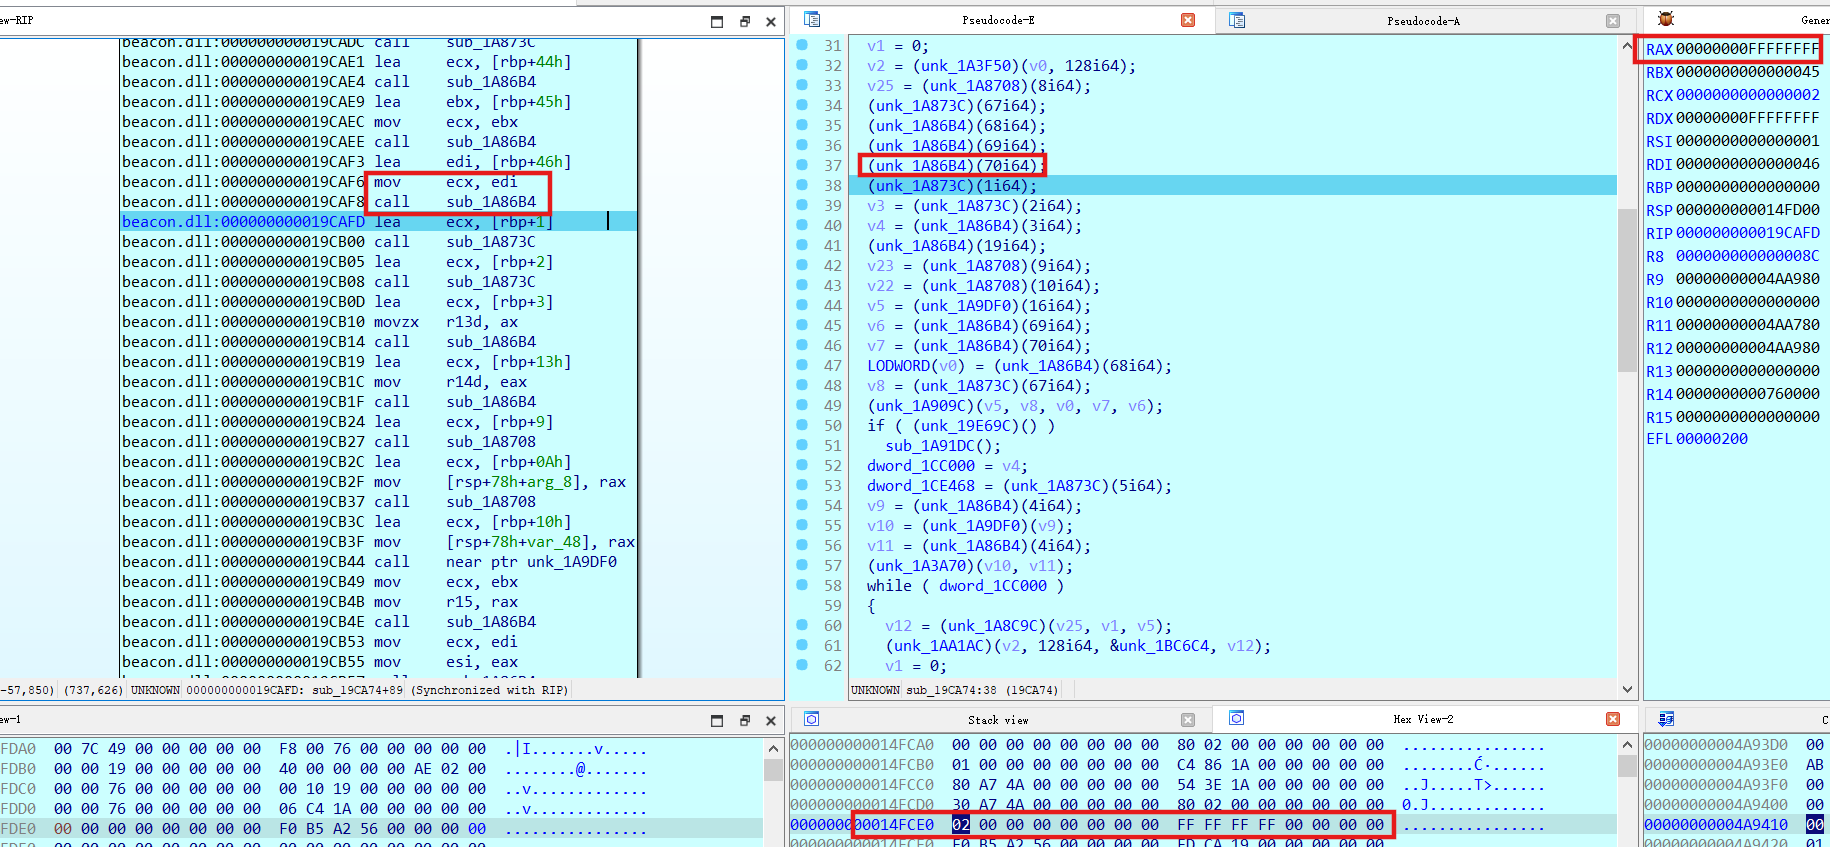 ew-RIP
beacon.dll:000000000019CADC call sub_1A873C
beacon.dll:000000000019CAE1 lea ecx, [rbp+44h]
beacon.dll:000000000019CAE4 call sub_1A86B4
beacon.dll:000000000019CAE9 lea ebx, [rbp+45h]
beacon.dll:000000000019CAEC mov ecx, ebx
beacon.dll:000000000019CAEE call sub_1A86B4
beacon.dll:000000000019CAF3 lea edi, [rbp+46h]
beacon.dll:000000000019CAF6 mov ecx, edi
beacon.dll:000000000019CAF8 call sub_1A86B4
beacon.dll:000000000019CAFD lea ecx, [rbp+1]
beacon.dll:000000000019CB00 call sub_1A873C
beacon.dll:000000000019CB05 lea ecx, [rbp+2]
beacon.dll:000000000019CB08 call sub_1A873C
beacon.dll:000000000019CB0D lea ecx, [rbp+3]
beacon.dll:000000000019CB10 movzx r13d, ax
beacon.dll:000000000019CB14 call sub_1A86B4
beacon.dll:000000000019CB19 lea ecx, [rbp+13h]
beacon.dll:000000000019CB1C mov r14d, eax
beacon.dll:000000000019CB1F call sub_1A86B4
beacon.dll:000000000019CB24 lea ecx, [rbp+9]
beacon.dll:000000000019CB27 call sub_1A8708
beacon.dll:000000000019CB2C lea ecx, [rbp+0Ah]
beacon.dll:000000000019CB2F mov [rsp+78h+arg_8], rax
beacon.dll:000000000019CB37 call sub_1A8708
beacon.dll:000000000019CB3C lea ecx, [rbp+10h]
beacon.dll:000000000019CB3F mov [rsp+78h+var_48], rax
beacon.dll:000000000019CB44 call near ptr unk_1A9DF0
beacon.dll:000000000019CB49 mov ecx, ebx
beacon.dll:000000000019CB4B mov r15, rax
beacon.dll:000000000019CB4E call sub_1A86B4
beacon.dll:000000000019CB53 mov ecx, edi
beacon.dll:000000000019CB55 mov esi, eax
-57,850) (737,626) UNKNOWN 000000000019CAFD: sub_19CA74+89 (Synchronized with RIP)
Pseudocode-E
Pseudocode-A
31 v1 = 0;
32 v2 = (unk_1A3F50)(v0, 128i64);
33 v25 = (unk_1A8708)(8i64);
34 (unk_1A873C)(67i64);
35 (unk_1A86B4)(68i64);
36 (unk_1A86B4)(69i64);
37 (unk_1A86B4)(70i64);
38 (unk_1A873C)(1i64);
39 v3 = (unk_1A873C)(2i64);
40 v4 = (unk_1A86B4)(3i64);
41 (unk_1A86B4)(19i64);
42 v23 = (unk_1A8708)(9i64);
43 v22 = (unk_1A8708)(10i64);
44 v5 = (unk_1A9DF0)(16i64);
45 v6 = (unk_1A86B4)(69i64);
46 v7 = (unk_1A86B4)(70i64);
47 LODWORD(v0) = (unk_1A86B4)(68i64);
48 v8 = (unk_1A873C)(67i64);
49 (unk_1A909C)(v5, v8, v0, v7, v6);
50 if ( (unk_19E69C)() )
51 sub_1A91DC();
52 dword_1CC000 = v4;
53 dword_1CE468 = (unk_1A873C)(5i64);
54 v9 = (unk_1A86B4)(4i64);
55 v10 = (unk_1A9DF0)(v9);
56 v11 = (unk_1A86B4)(4i64);
57 (unk_1A3A70)(v10, v11);
58 while ( dword_1CC000 )
59 {
60 v12 = (unk_1A8C9C)(v25, v1, v5);
61 (unk_1AA1AC)(v2, 128i64, &unk_1BC6C4, v12);
62 v1 = 0;
UNKNOWN sub_19CA74:38 (19CA74)
Gener
RAX 00000000FFFFFFFF
RBX 0000000000000045
RCX 0000000000000002
RDX 00000000FFFFFFFF
RSI 0000000000000001
RDI 0000000000000046
RBP 0000000000000000
RSP 000000000014FD00
RIP 000000000019CAFD
R8 000000000000008C
R9 00000000004AA980
R10 0000000000000000
R11 00000000004AA780
R12 00000000004AA980
R13 0000000000000000
R14 0000000000760000
R15 0000000000000000
EFL 00000200
ew-1
FDA0 00 7C 49 00 00 00 00 00 F8 00 76 00 00 00 00 00 .|I.......v.....
FDB0 00 00 19 00 00 00 00 00 40 00 00 00 00 AE 02 00 ........@.......
FDC0 00 00 76 00 00 00 00 00 00 10 19 00 00 00 00 00 ..v.............
FDD0 00 00 76 00 00 00 00 00 06 C4 1A 00 00 00 00 00 ..v.............
FDE0 00 00 00 00 00 00 00 00 F0 B5 A2 56 00 00 00 00 ................
Stack view
Hex View-2
000000000014FCA0 00 00 00 00 00 00 00 00 80 02 00 00 00 00 00 00 ................
000000000014FCB0 01 00 00 00 00 00 00 00 C4 86 1A 00 00 00 00 00 ........Ć.......
000000000014FCC0 80 A7 4A 00 00 00 00 00 54 3E 1A 00 00 00 00 00 ..J.....T>......
000000000014FCD0 30 A7 4A 00 00 00 00 00 80 02 00 00 00 00 00 00 0.J.............
000000000014FCE0 02 00 00 00 00 00 00 00 FF FF FF FF 00 00 00 00 ................
C
00000000004A93D0 00
00000000004A93E0 AB
00000000004A93F0 00
00000000004A9400 00
00000000004A9410 00